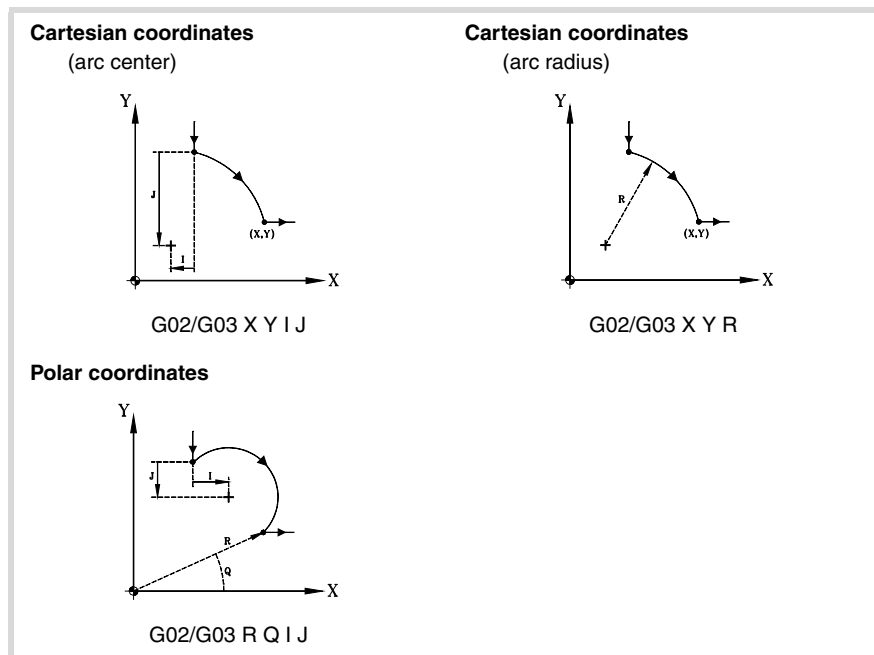 Cartesian coordinates
(arc center)
Y
J
I
(X,Y)
X
G02/G03 X Y I J
Cartesian coordinates
(arc radius)
Y
R
(X,Y)
X
G02/G03 X Y R
Polar coordinates
Y
J
I
R
Q
X
G02/G03 R Q I J